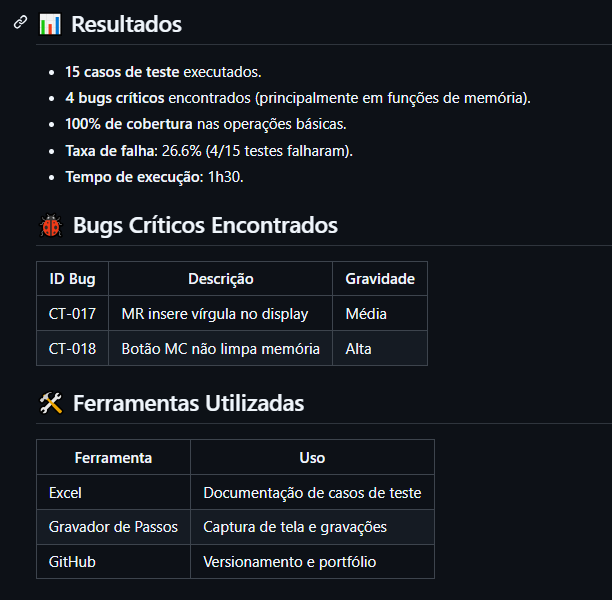 Resultados
15 casos de teste executados.
4 bugs críticos encontrados (principalmente em funções de memória).
100% de cobertura nas operações básicas.
Taxa de falha: 26.6% (4/15 testes falharam).
Tempo de execução: 1h30.
Bugs Críticos Encontrados
ID Bug Descrição Gravidade
CT-017 MR insere vírgula no display Média
CT-018 Botão MC não limpa memória Alta
Ferramentas Utilizadas
Ferramenta Uso
Excel Documentação de casos de teste
Gravador de Passos Captura de tela e gravações
GitHub Versionamento e portfólio